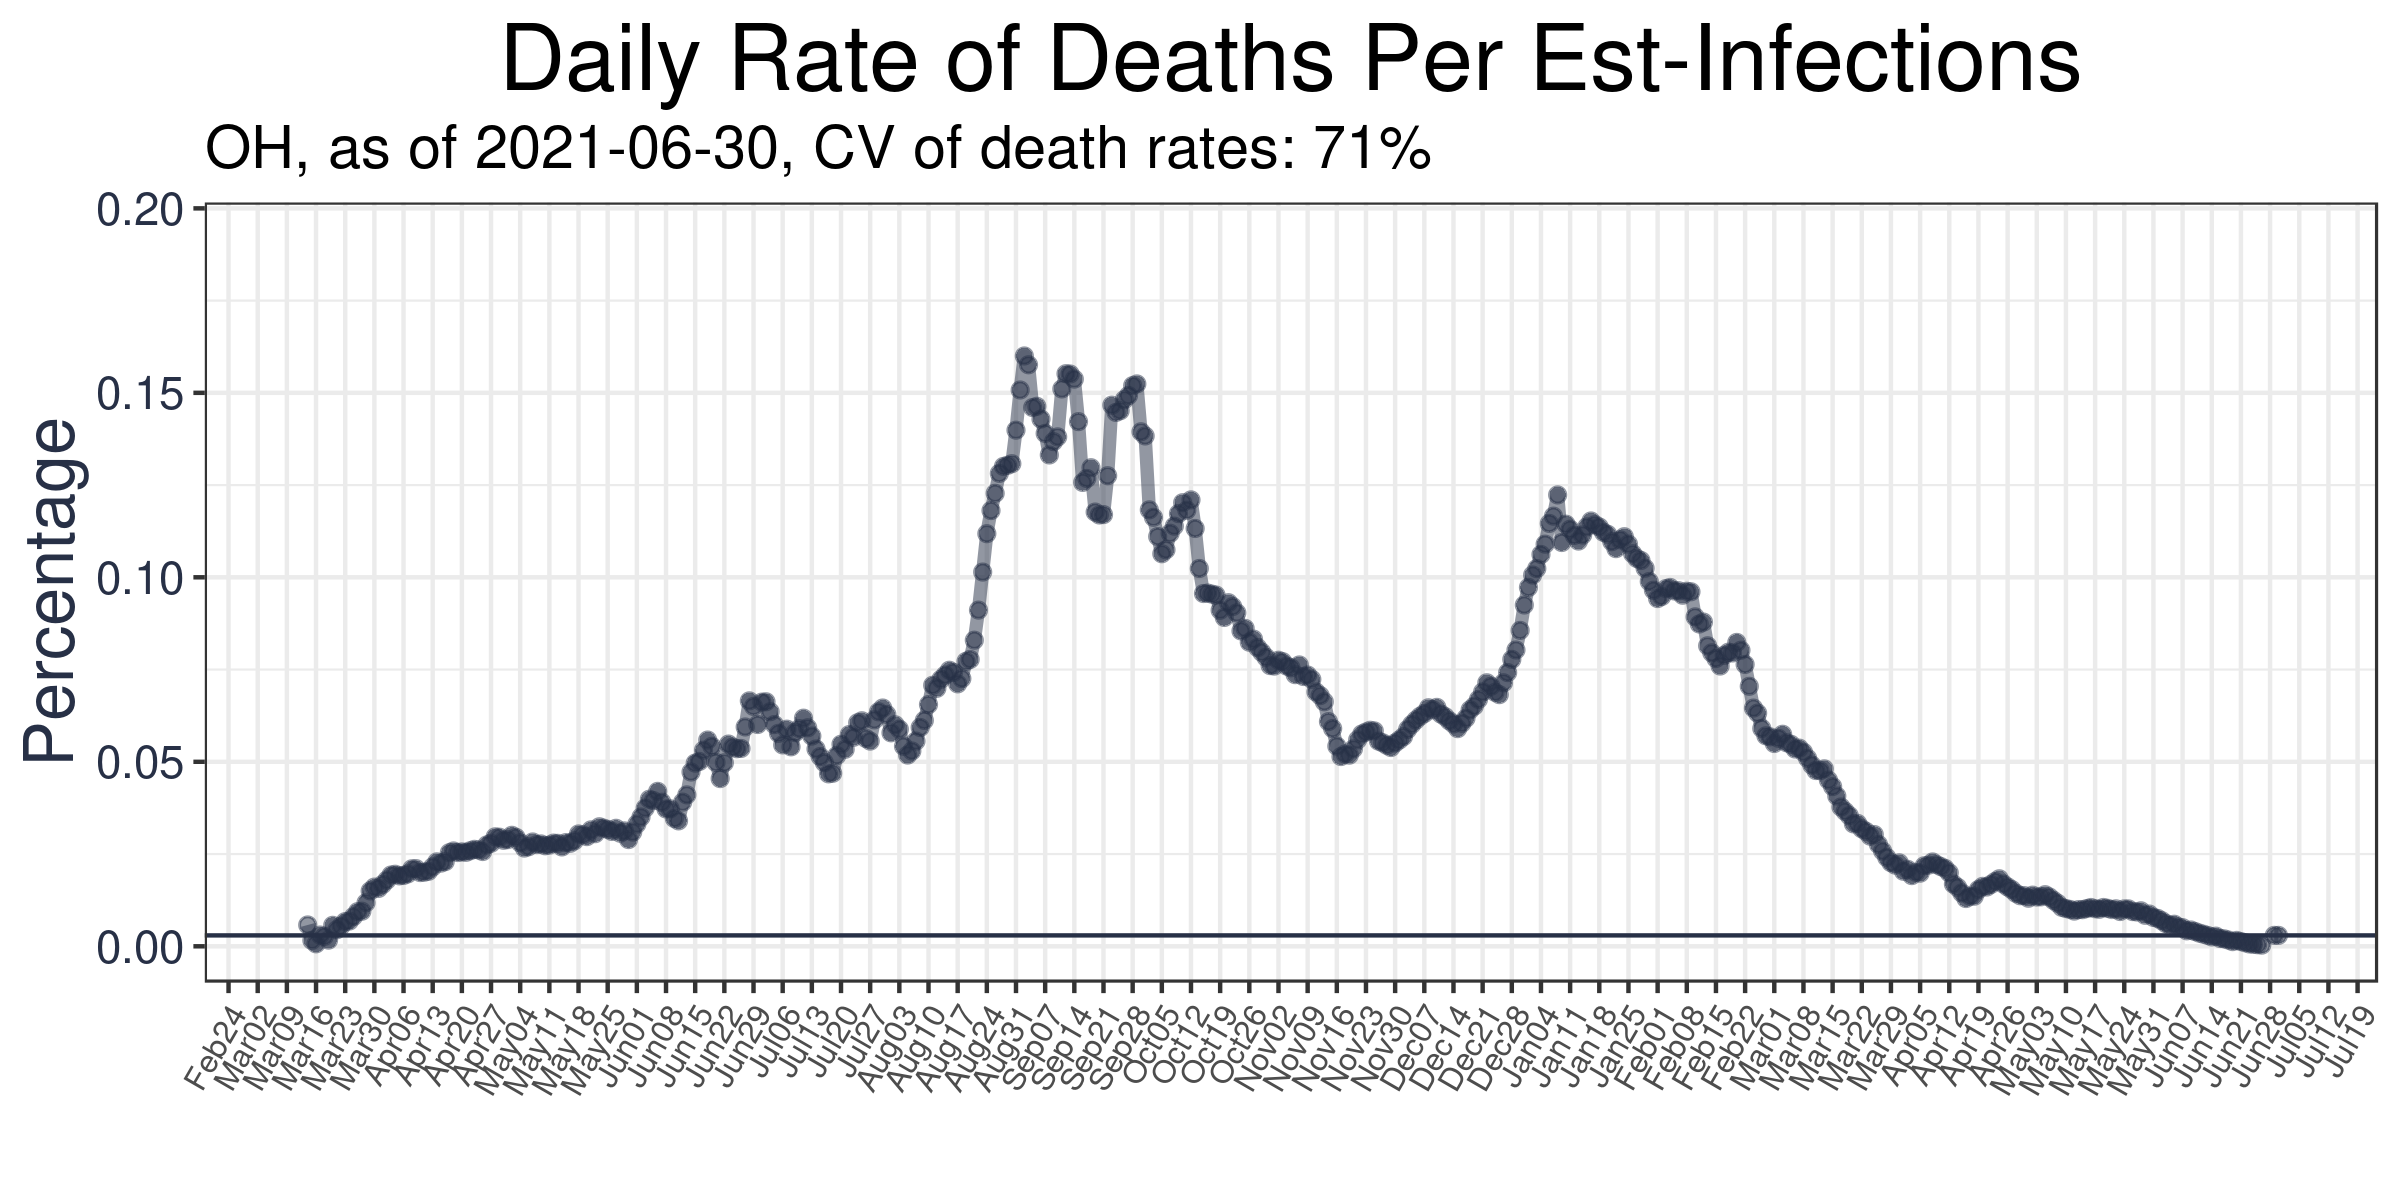 Daily Rate of Deaths Per Est-Infections
OH, as of 2021-06-30, CV of death rates: 71%
Percentage
0.20
0.15
0.10
0.05
0.00
Feb24
Mar02
Mar09
Mar16
Mar23
Mar30
Apr06
Apr13
Apr20
Apr27
May04
May11
May18
May25
Jun01
Jun08
Jun15
Jun22
Jun29
Jul06
Jul13
Jul20
Jul27
Aug03
Aug10
Aug17
Aug24
Aug31
Sep07
Sep14
Sep21
Sep28
Oct05
Oct12
Oct19
Oct26
Nov02
Nov09
Nov16
Nov23
Nov30
Dec07
Dec14
Dec21
Dec28
Jan04
Jan11
Jan18
Jan25
Feb01
Feb08
Feb15
Feb22
Mar01
Mar08
Mar15
Mar22
Mar29
Apr05
Apr12
Apr19
Apr26
May03
May10
May17
May24
May31
Jun07
Jun14
Jun21
Jun28
Jul05
Jul12
Jul19